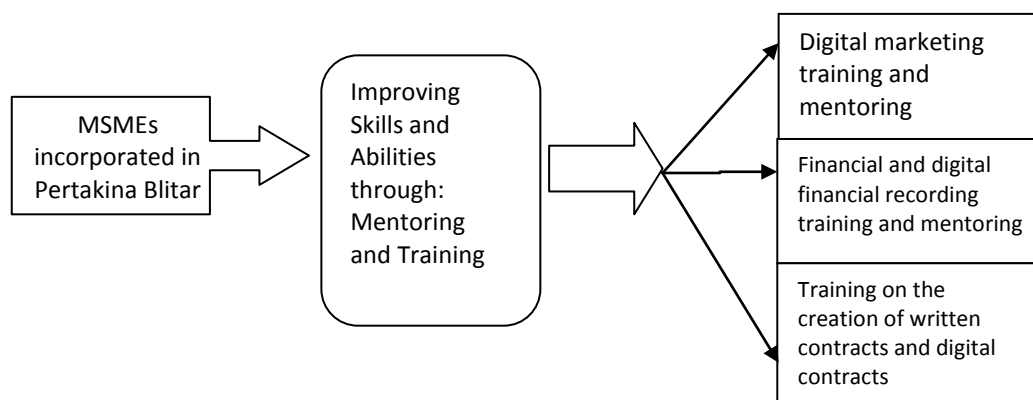 MSMEs
incorporated in
Pertakina Blitar
Improving
Skills and
Abilities
through:
Mentoring
and Training
Digital marketing
training and
mentoring
Financial and digital
financial recording
training and mentoring
Training on the
creation of written
contracts and digital
contracts